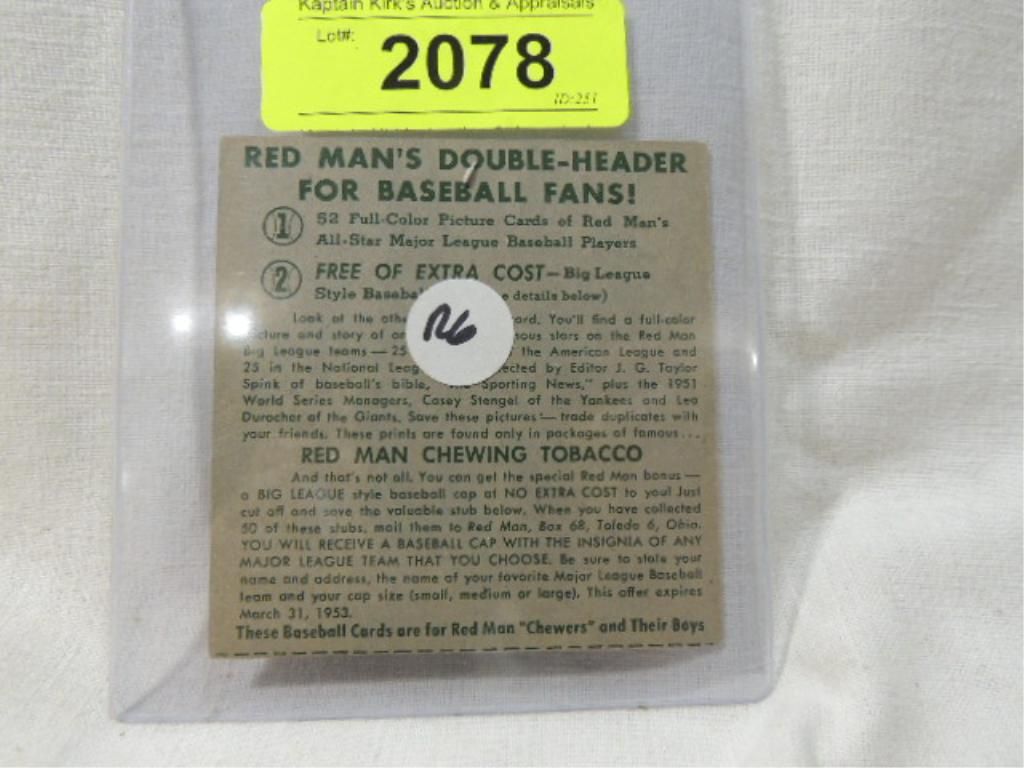 Kaptain Kirk's Auction & Appraisals
Lot#:
2078
ID:251
RED MAN'S DOUBLE-HEADER
FOR BASEBALL FANS!
1 52 Full-Color Picture Cards of Red Man's
All-Star Major League Baseball Players
2 FREE OF EXTRA COST—Big League
Style Baseba e details below)
R6
Look at the othe ard. You'll find a full-color
picture and story of on ous stars on the Red Man
Big League teams — 25 the American League and
25 in the National Leag ected by Editor J. G. Taylor
Spink of baseball's bible, "The Sporting News," plus the 1951
World Series Managers, Casey Stengel of the Yankees and Leo
Durocher of the Giants. Save these pictures — trade duplicates with
your friends. These prints are found only in packages of famous...
RED MAN CHEWING TOBACCO
And that's not all. You can get the special Red Man bonus —
a BIG LEAGUE style baseball cap at NO EXTRA COST to you! Just
cut off and save the valuable stub below. When you have collected
50 of these stubs, mail them to Red Man, Box 68, Toledo 6, Ohio.
YOU WILL RECEIVE A BASEBALL CAP WITH THE INSIGNIA OF ANY
MAJOR LEAGUE TEAM THAT YOU CHOOSE. Be sure to state your
name and address, the name of your favorite Major League Baseball
team and your cap size (small, medium or large). This offer expires
March 31, 1953.
These Baseball Cards are for Red Man "Chewers" and Their Boys